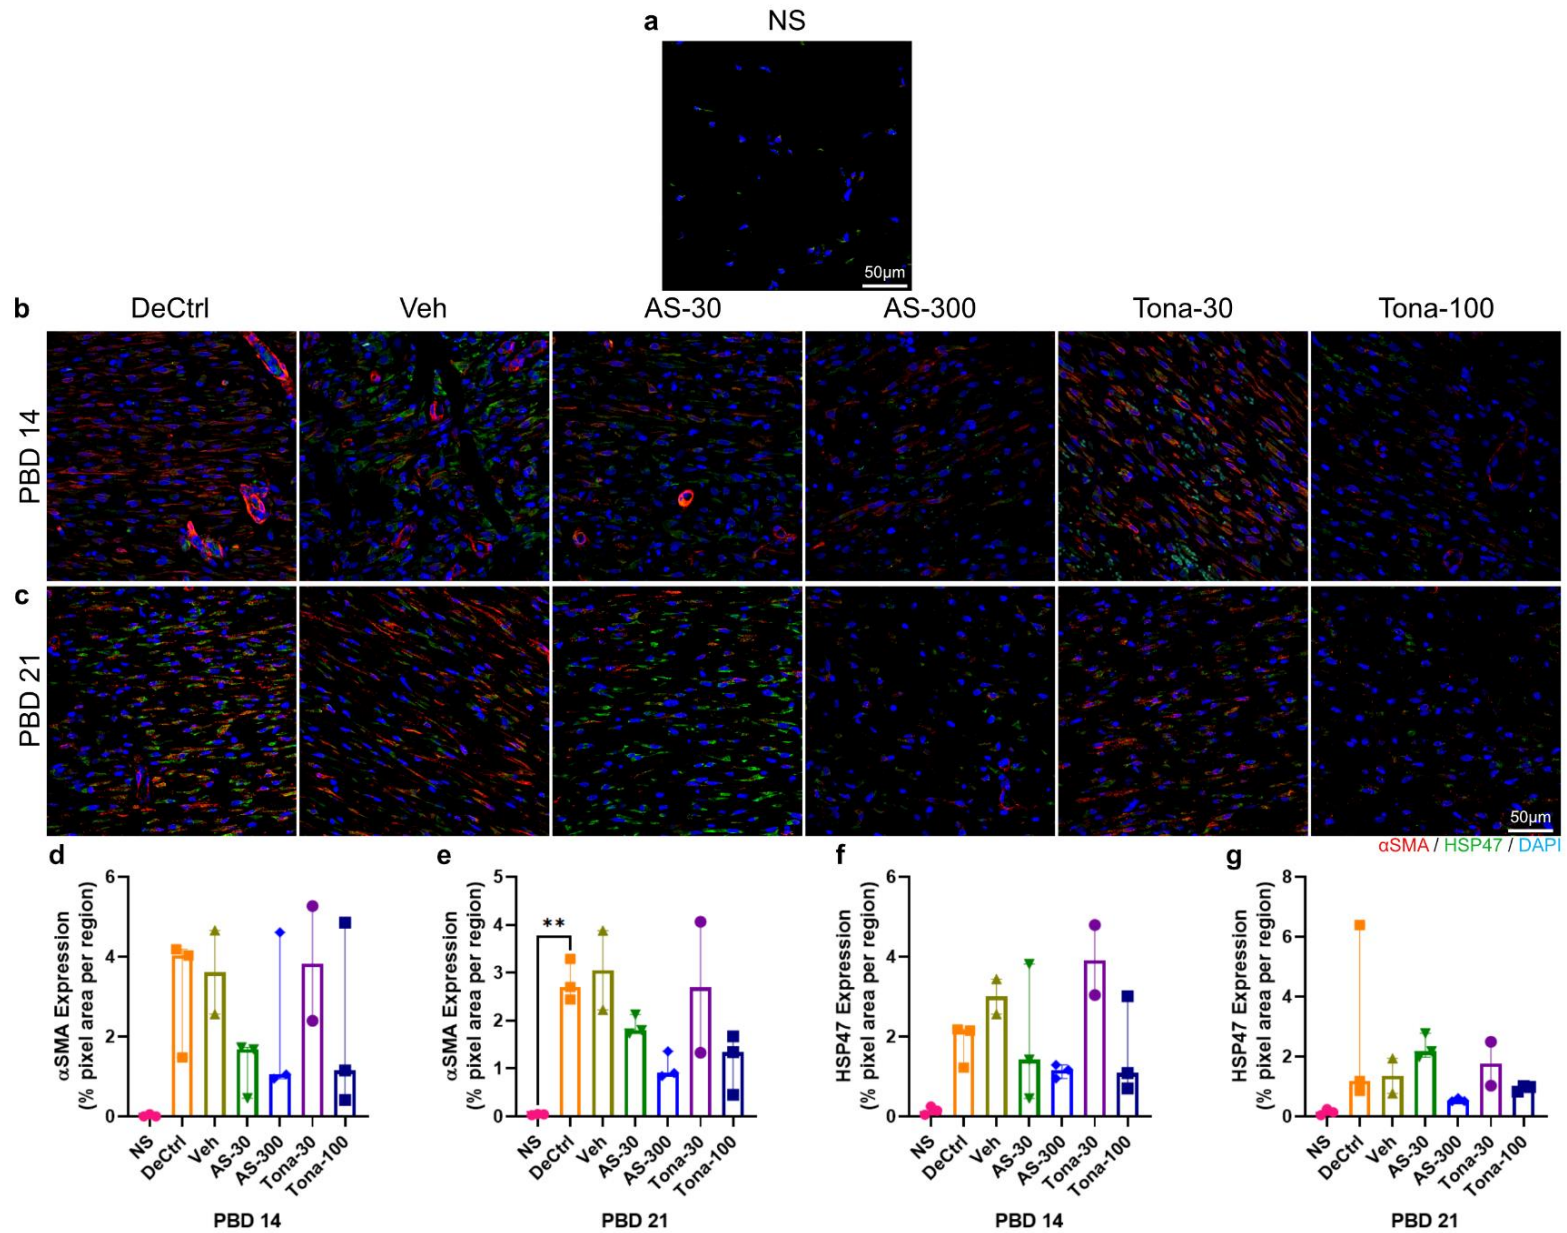 a
NS
50μm
b
DeCtrl
Veh
AS-30
AS-300
Tona-30
Tona-100
PBD 14
c
PBD 21
50μm
αSMA / HSP47 / DAPI
d
αSMA Expression
(% pixel area per region)
6
4
2
0
NS
DeCtrl
Veh
AS-30
AS-300
Tona-30
Tona-100
PBD 14
e
αSMA Expression
(% pixel area per region)
5
4
3
2
1
0
**
NS
DeCtrl
Veh
AS-30
AS-300
Tona-30
Tona-100
PBD 21
f
HSP47 Expression
(% pixel area per region)
6
4
2
0
NS
DeCtrl
Veh
AS-30
AS-300
Tona-30
Tona-100
PBD 14
g
HSP47 Expression
(% pixel area per region)
8
6
4
2
0
NS
DeCtrl
Veh
AS-30
AS-300
Tona-30
Tona-100
PBD 21